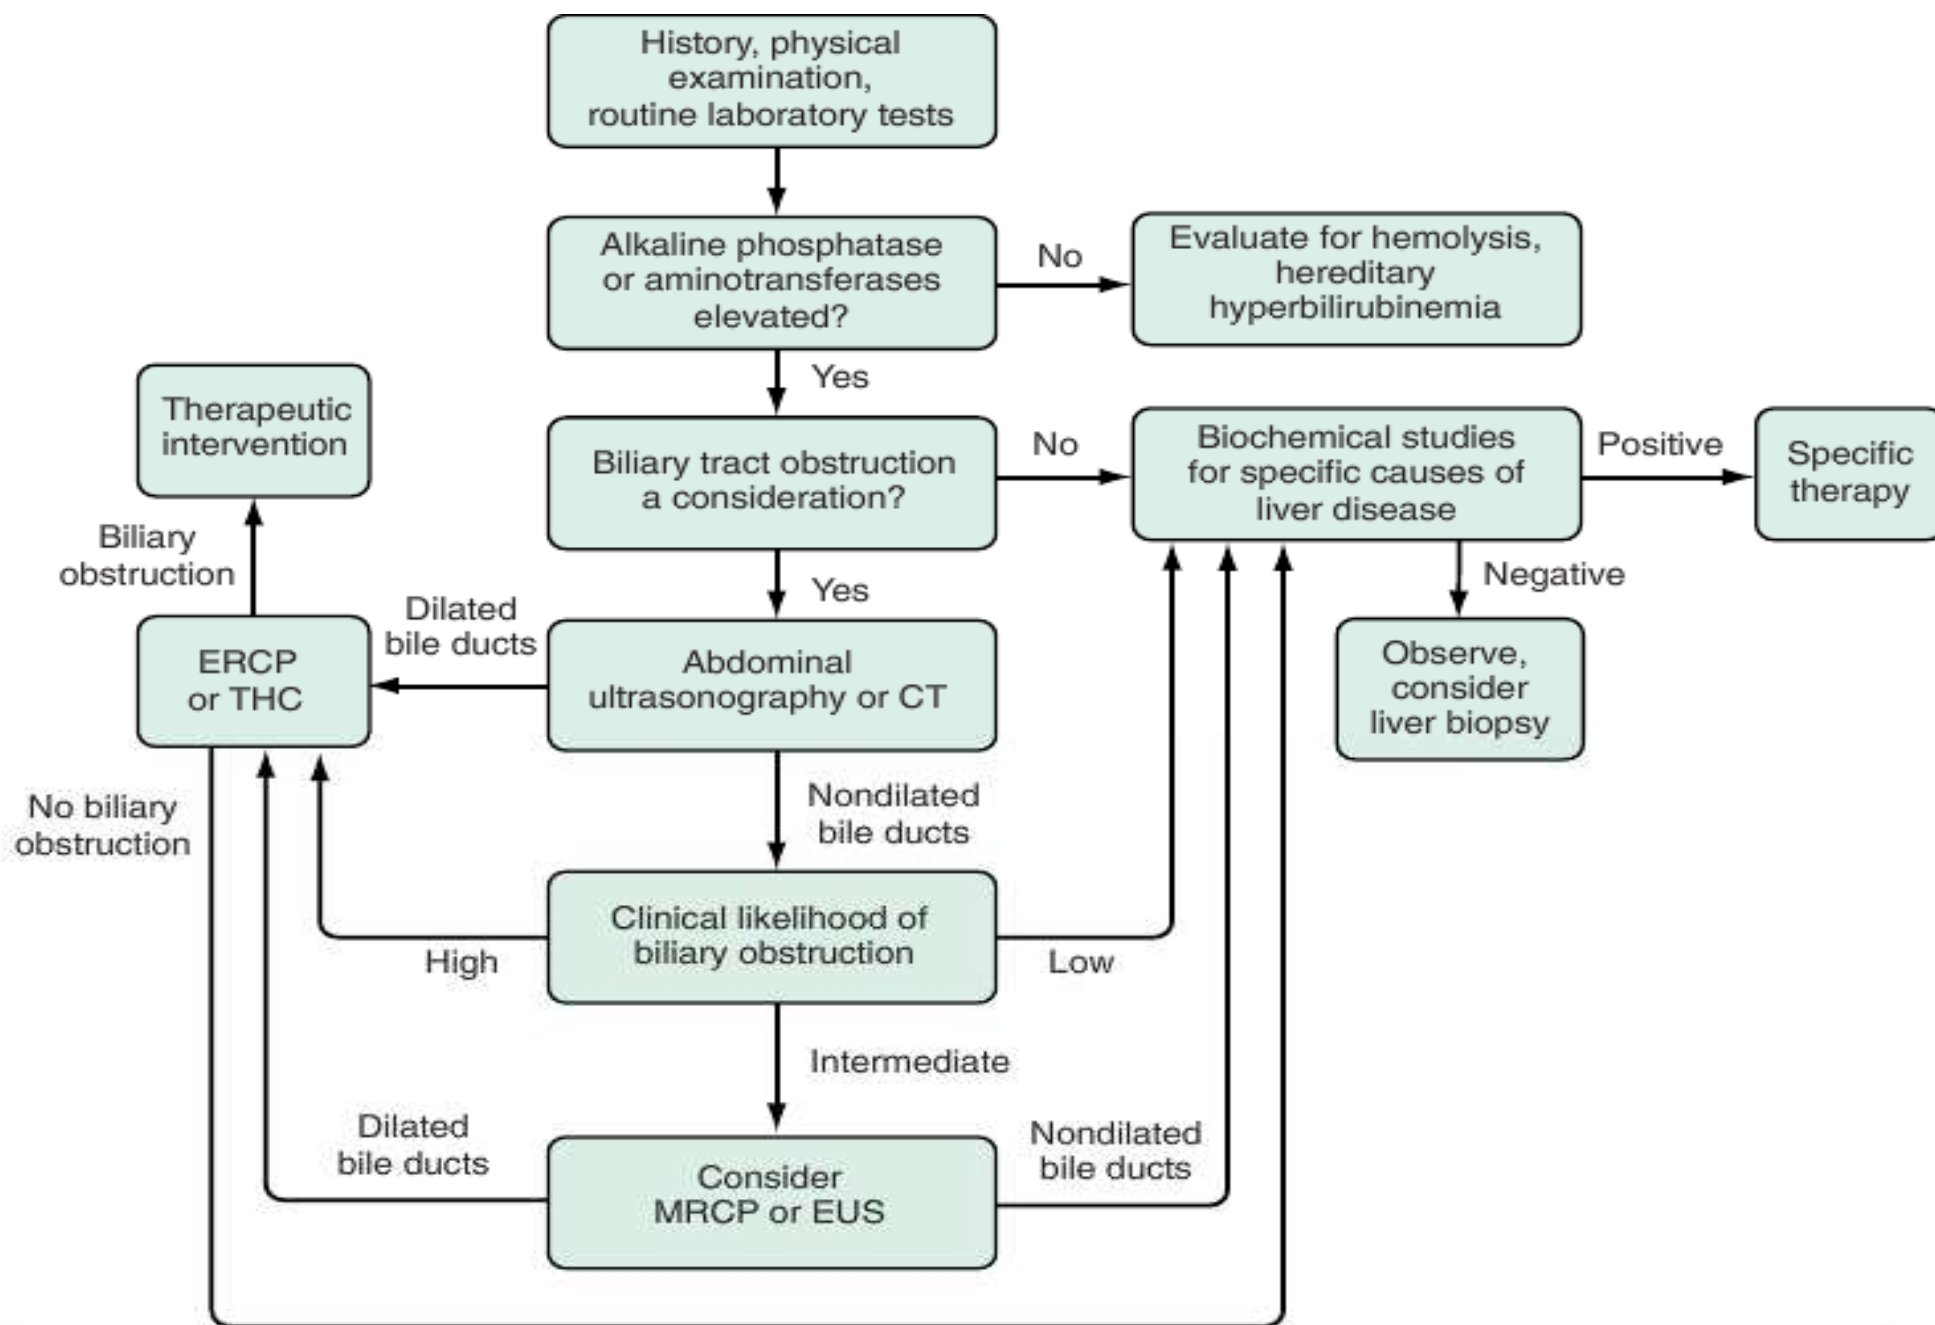 History, physical
examination,
routine laboratory tests
Alkaline phosphatase
or aminotransferases
elevated?
No
Evaluate for hemolysis,
hereditary
hyperbilirubinemia
Yes
Therapeutic
intervention
Biliary tract obstruction
a consideration?
No
Biochemical studies
for specific causes of
liver disease
Positive
Specific
therapy
Biliary
obstruction
Yes
Negative
Dilated
bile ducts
ERCP
or THC
Abdominal
ultrasonography or CT
Observe,
consider
liver biopsy
No biliary
obstruction
Nondilated
bile ducts
Clinical likelihood of
biliary obstruction
High
Low
Intermediate
Dilated
bile ducts
Consider
MRCP or EUS
Nondilated
bile ducts